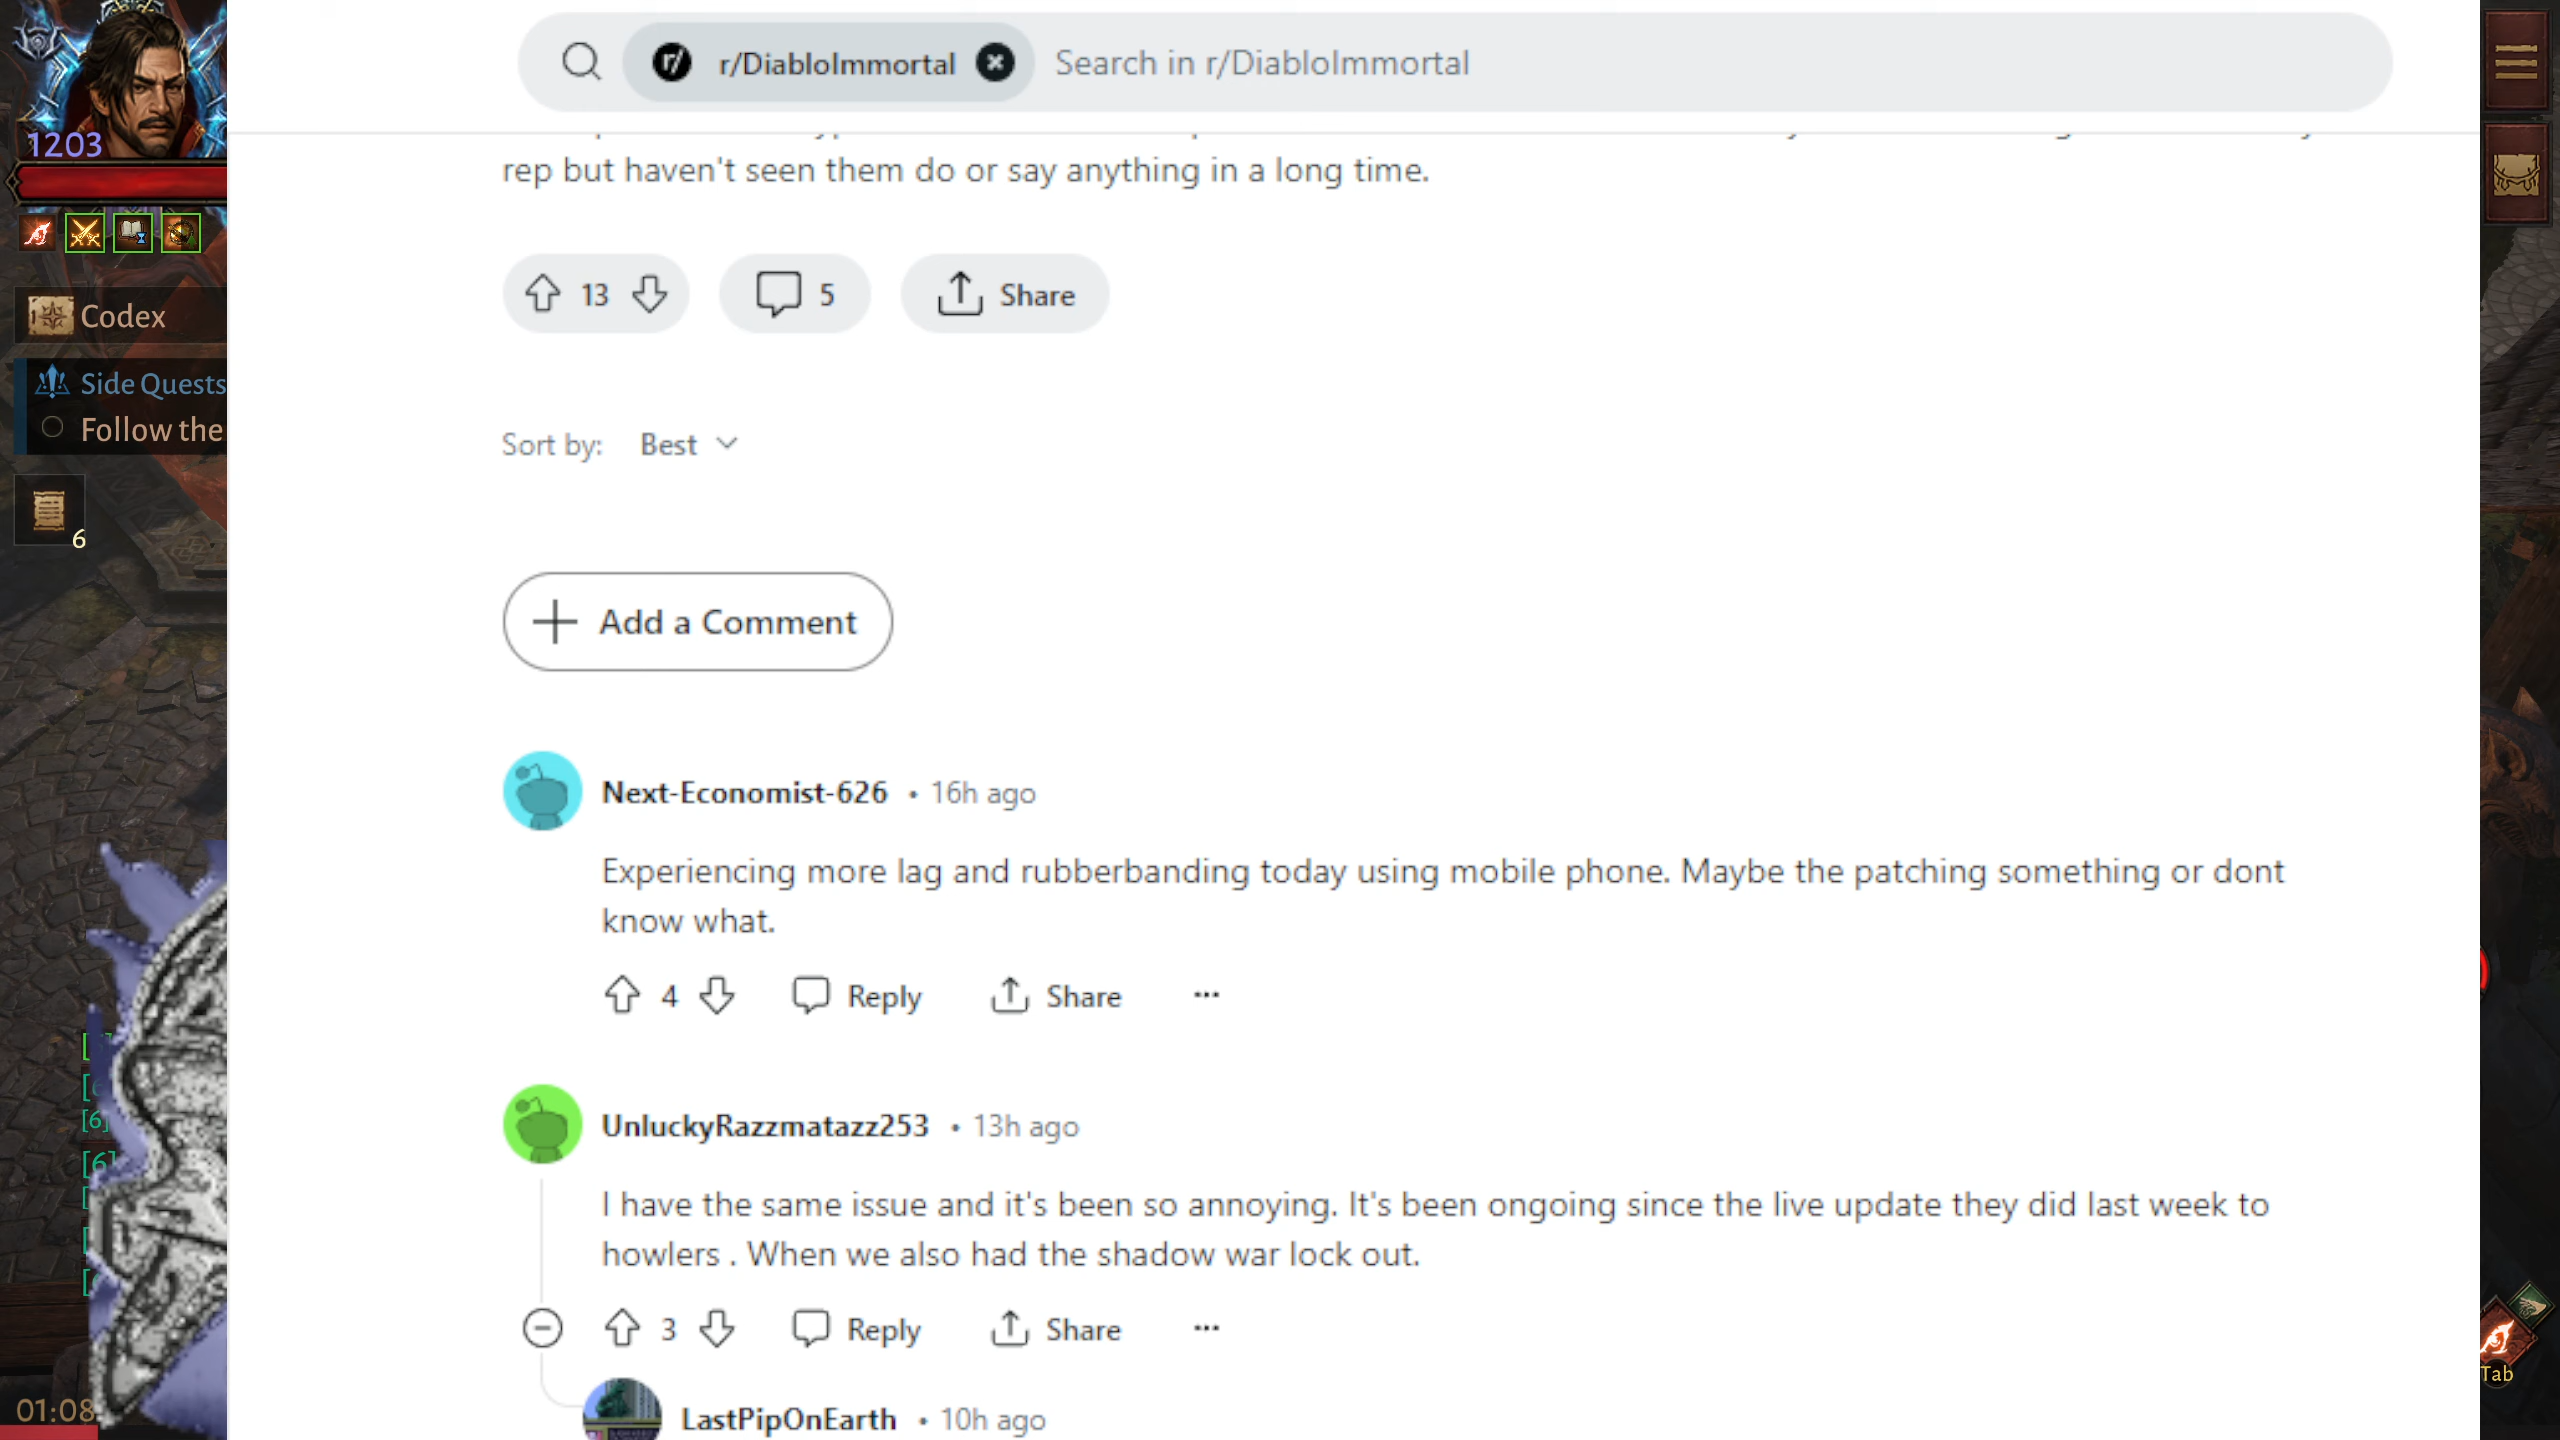 r/DiabloImmortal Search in r/DiabloImmortal
rep but haven't seen them do or say anything in a long time.
13 5 Share
Sort by: Best
Add a Comment
Next-Economist-626 • 16h ago
Experiencing more lag and rubberbanding today using mobile phone. Maybe the patching something or dont
know what.
4 Reply Share ...
UnluckyRazzmatazz253 • 13h ago
I have the same issue and it's been so annoying. It's been ongoing since the live update they did last week to
howlers . When we also had the shadow war lock out.
3 Reply Share ...
LastPipOnEarth • 10h ago
1203
Codex
Side Quests
Follow the
6
[6]
[6]
01:08
Tab